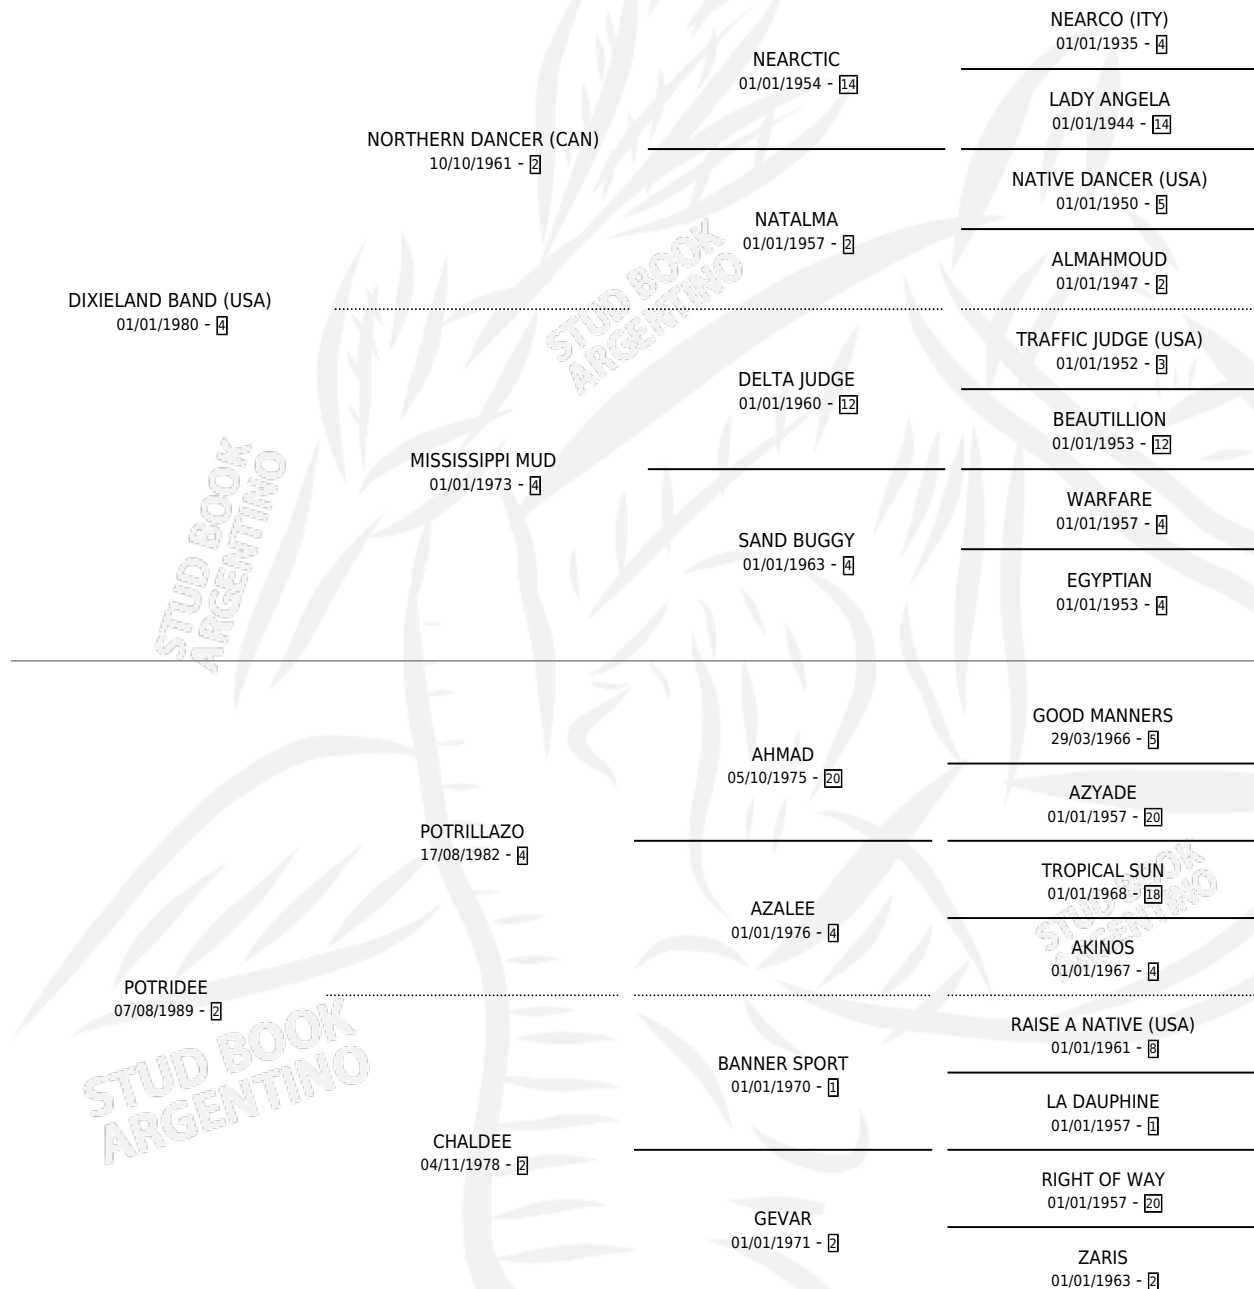 NEARCO (ITY)
01/01/1935 - 4
NEARCTIC
01/01/1954 - 14
LADY ANGELA
01/01/1944 - 14
NORTHERN DANCER (CAN)
10/10/1961 - 2
NATIVE DANCER (USA)
01/01/1950 - 5
NATALMA
01/01/1957 - 2
ALMAHMOUD
01/01/1947 - 2
DIXIELAND BAND (USA)
01/01/1980 - 4
TRAFFIC JUDGE (USA)
01/01/1952 - 3
DELTA JUDGE
01/01/1960 - 12
BEAUTILLION
01/01/1953 - 12
MISSISSIPPI MUD
01/01/1973 - 4
WARFARE
01/01/1957 - 4
SAND BUGGY
01/01/1963 - 4
EGYPTIAN
01/01/1953 - 4
GOOD MANNERS
29/03/1966 - 5
AHMAD
05/10/1975 - 20
AZYADE
01/01/1957 - 20
POTRILLAZO
17/08/1982 - 4
TROPICAL SUN
01/01/1968 - 18
AZALEE
01/01/1976 - 4
AKINOS
01/01/1967 - 4
POTRIDEE
07/08/1989 - 2
RAISE A NATIVE (USA)
01/01/1961 - 8
BANNER SPORT
01/01/1970 - 1
LA DAUPHINE
01/01/1957 - 1
CHALDEE
04/11/1978 - 2
RIGHT OF WAY
01/01/1957 - 20
GEVAR
01/01/1971 - 2
ZARIS
01/01/1963 - 2
STUD BOOK
ARGENTINO
STUD BOOK
ARGENTINO
STUD BOOK
ARGENTINO
STUD BOOK
ARGENTINO